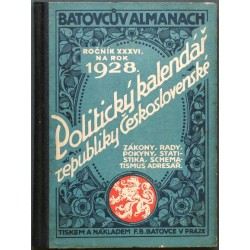 BATOVCŮV ALMANACH
ROČNÍK XXXVI.
NA ROK
1928.
Politický kalendář
republiky Československé
ZÁKONY, RADY,
POKYNY, STATI-
STIKA, SCHEMA-
TISMUS ADRESÁŘ.
TISKEM A NÁKLADEM F.B. BATOVCE V PRAZE